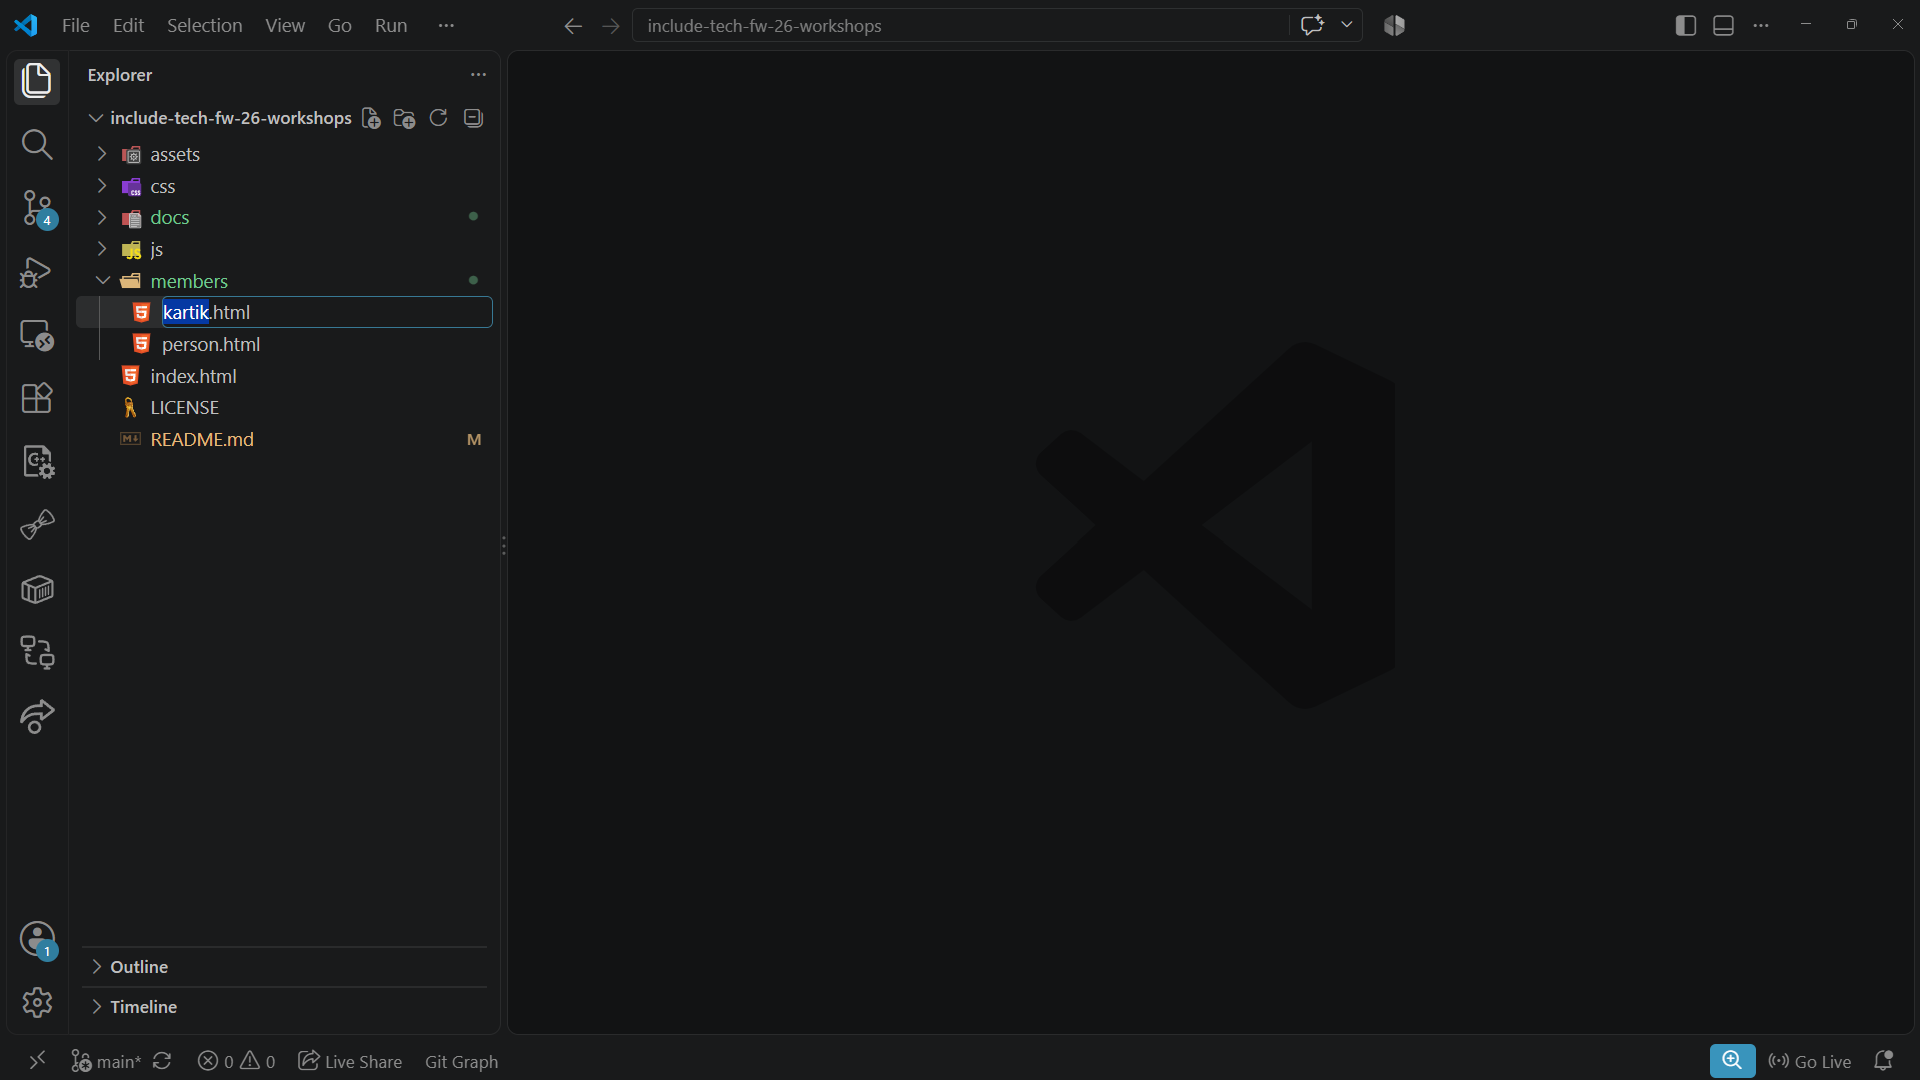 File Edit Selection View Go Run
include-tech-fw-26-workshops
Explorer
include-tech-fw-26-workshops
assets
css
docs
js
members
kartik.html
person.html
index.html
LICENSE
README.md M
4
1
Outline
Timeline
main* 0 0 Live Share Git Graph Go Live